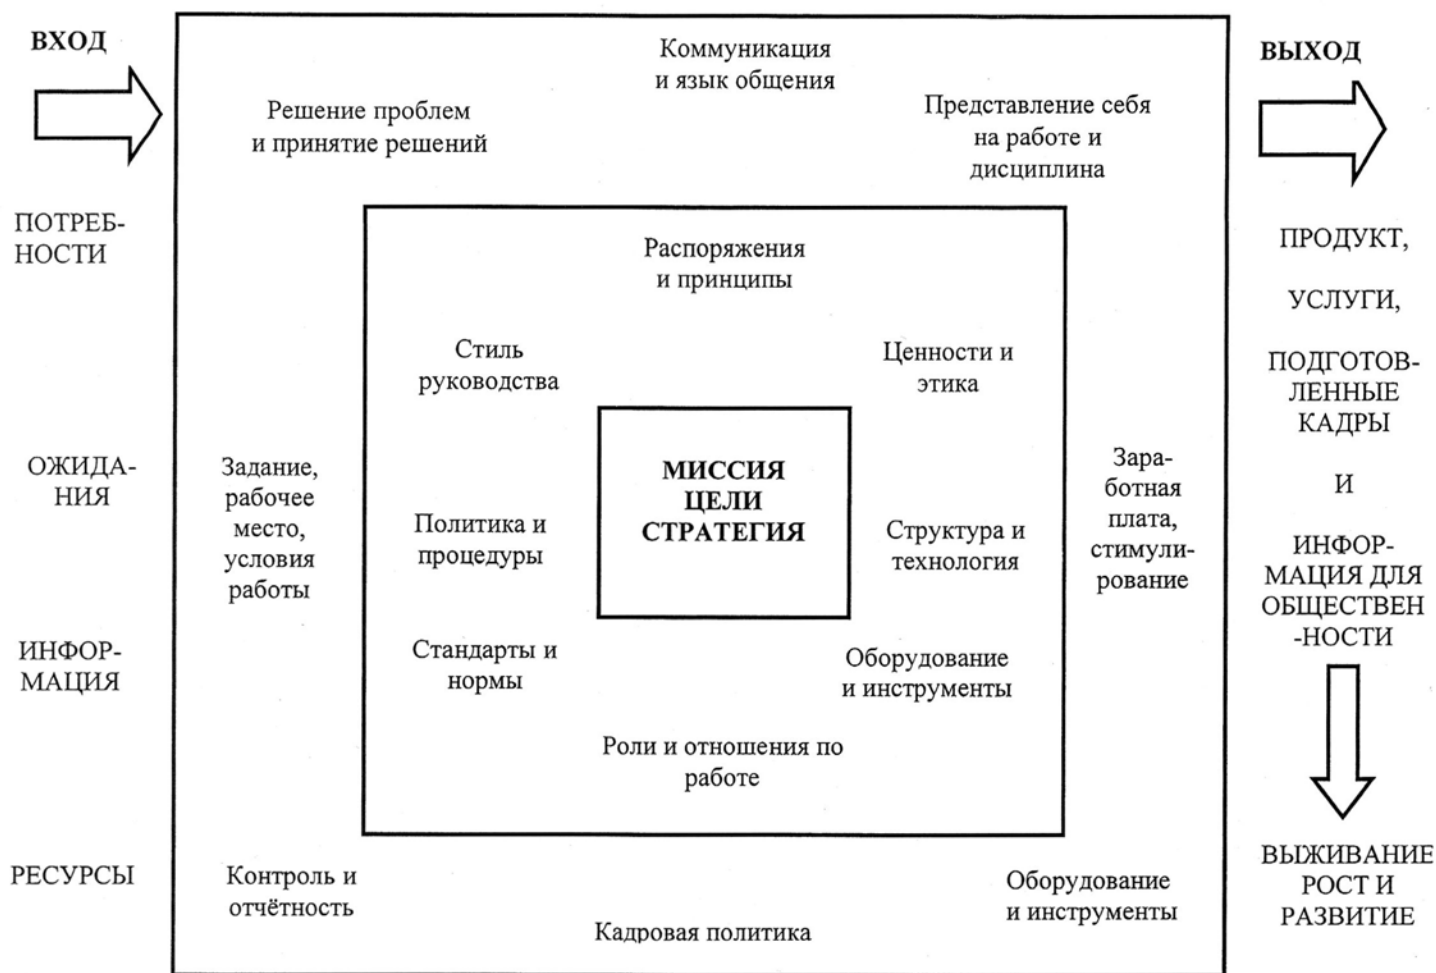 ВХОД
ПОТРЕБ-
НОСТИ
ОЖИДА-
НИЯ
ИНФОР-
МАЦИЯ
РЕСУРСЫ
Коммуникация
и язык общения
Решение проблем
и принятие решений
Представление себя
на работе и
дисциплина
Распоряжения
и принципы
Стиль
руководства
Ценности и
этика
Задание,
рабочее
место,
условия
работы
Политика и
процедуры
МИССИЯ
ЦЕЛИ
СТРАТЕГИЯ
Структура и
технология
Зара-
ботная
плата,
стимули-
рование
Стандарты и
нормы
Оборудование
и инструменты
Роли и отношения по
работе
Контроль и
отчётность
Кадровая политика
Оборудование
и инструменты
ВЫХОД
ПРОДУКТ,
УСЛУГИ,
ПОДГОТОВ-
ЛЕННЫЕ
КАДРЫ
И
ИНФОР-
МАЦИЯ ДЛЯ
ОБЩЕСТВЕН
-НОСТИ
ВЫЖИВАНИЕ
РОСТ И
РАЗВИТИЕ